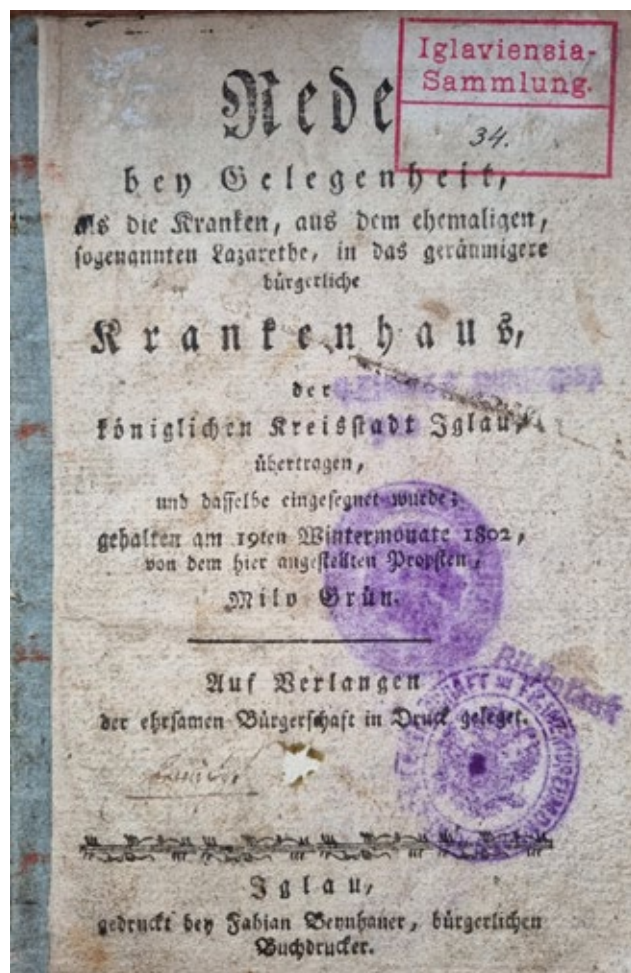 Iglaviensia-
Sammlung.
34.
Rede
bey Gelegenheit,
als die Kranken, aus dem ehemaligen,
sogenannten Lazarethe, in das geräumigere
bürgerliche
Krankenhaus,
der
königlichen Kreisstadt Iglau,
übertragen,
und dasselbe eingesegnet wurde;
gehalten am 19ten Wintermonate 1802,
von dem hier angestellten Propsten,
Milo Grün.
Auf Verlangen
der ehrsamen Bürgerschaft in Druck geleget.
Bibliothek
Iglau,
gedruckt bey Fabian Beynhauer, bürgerlichen
Buchdrucker.